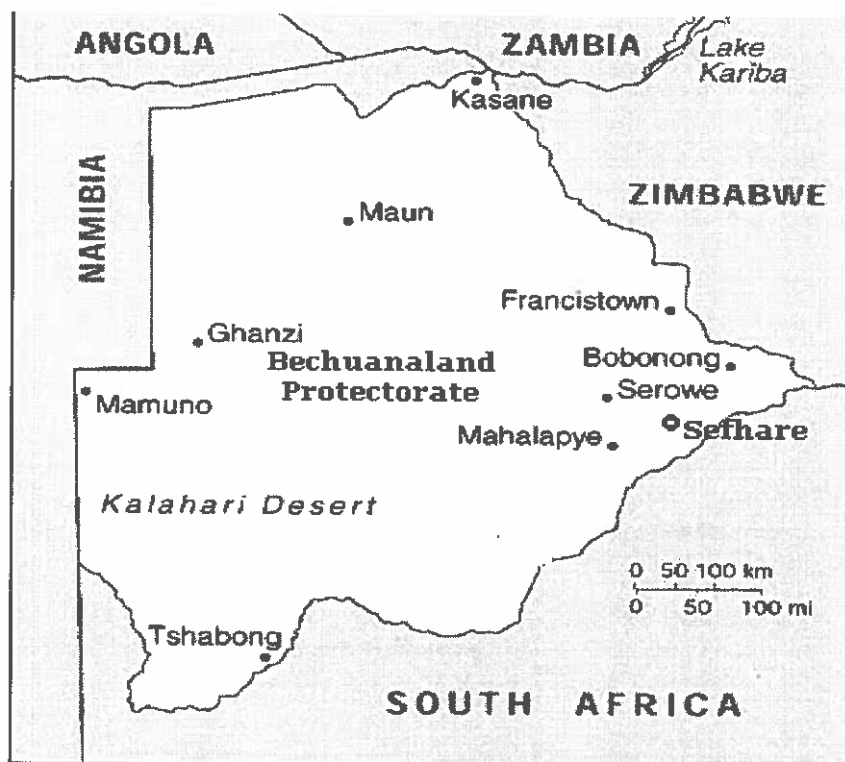 ANGOLA
ZAMBIA
Lake
Kariba
Kasane
NAMIBIA
ZIMBABWE
Maun
Francistown
Ghanzi
Bechuanaland
Protectorate
Bobonong
Serowe
Mamuno
Sefhare
Mahalapye
Kalahari Desert
0 50 100 km
0 50 100 mi
Tshabong
SOUTH AFRICA